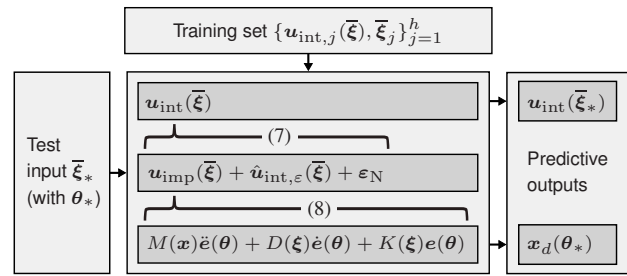 Training set {u_int,j(ξ̄), ξ̄_j}^h_j=1
Test
input ξ̄_*
(with θ_*)
u_int(ξ̄)
(7)
u_imp(ξ̄) + û_int,ε(ξ̄) + ε_N
(8)
M(x)ë(θ) + D(ξ)ė(θ) + K(ξ)e(θ)
u_int(ξ̄_*)
Predictive
outputs
x_d(θ_*)